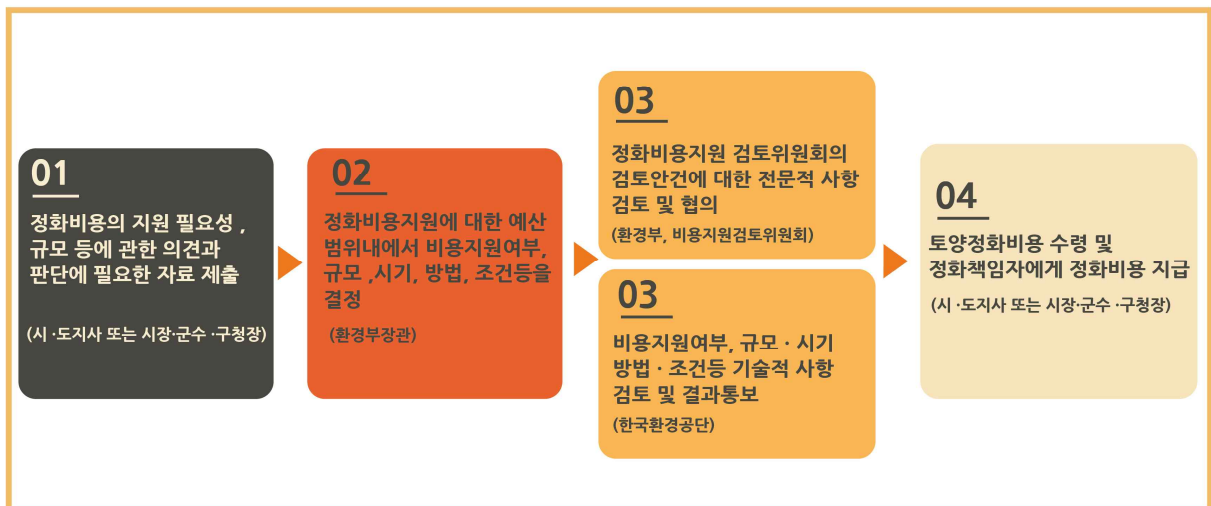 01
정화비용의 지원 필요성 ,
규모 등에 관한 의견과
판단에 필요한 자료 제출
(시 ·도지사 또는 시장·군수 ·구청장)
02
정화비용지원에 대한 예산
범위내에서 비용지원여부,
규모 ,시기, 방법, 조건등을
결정
(환경부장관)
03
정화비용지원 검토위원회의
검토안건에 대한 전문적 사항
검토 및 협의
(환경부, 비용지원검토위원회)
03
비용지원여부, 규모 · 시기
방법 · 조건등 기술적 사항
검토 및 결과통보
(한국환경공단)
04
토양정화비용 수령 및
정화책임자에게 정화비용 지급
(시 ·도지사 또는 시장·군수 ·구청장)